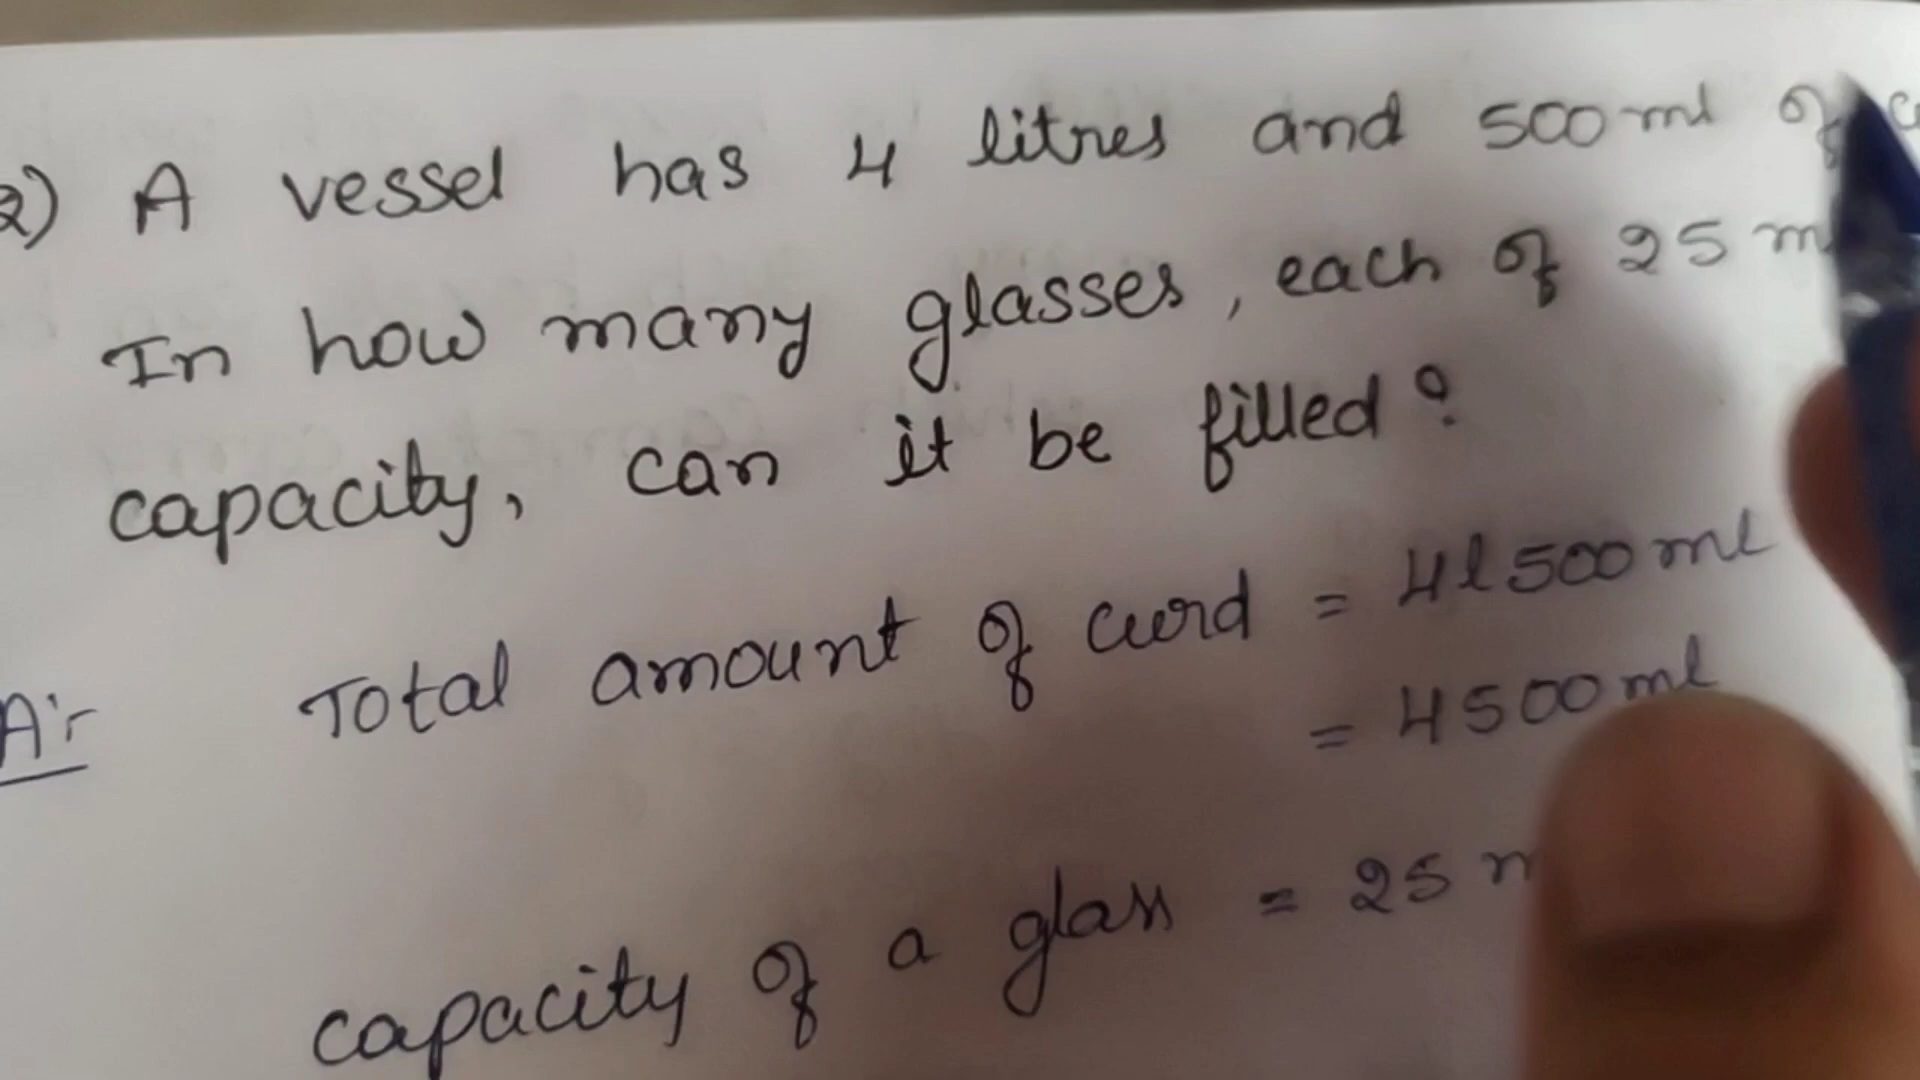 2) A vessel has 4 litres and 500 ml of
In how many glasses, each of 25 m
capacity, can it be filled?
A:- Total amount of curd = 4l 500 ml
= 4500 ml
capacity of a glass = 25 m